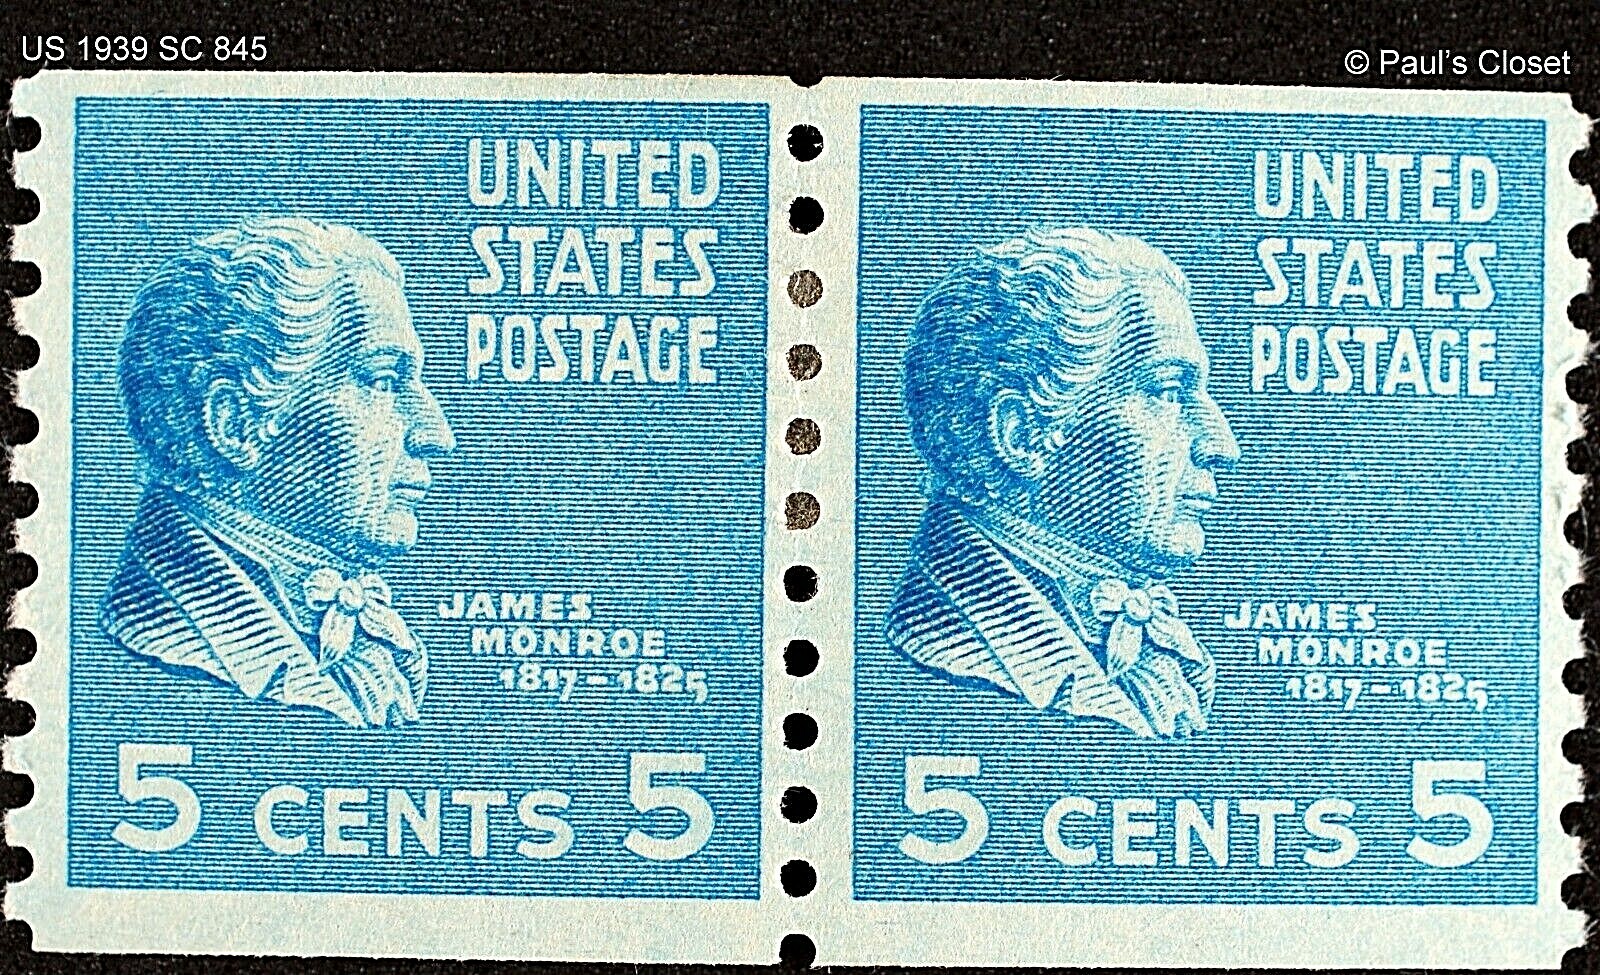 US 1939 SC 845
© Paul's Closet
UNITED
STATES
POSTAGE
JAMES
MONROE
1817-1825
5 CENTS 5
UNITED
STATES
POSTAGE
JAMES
MONROE
1817-1825
5 CENTS 5